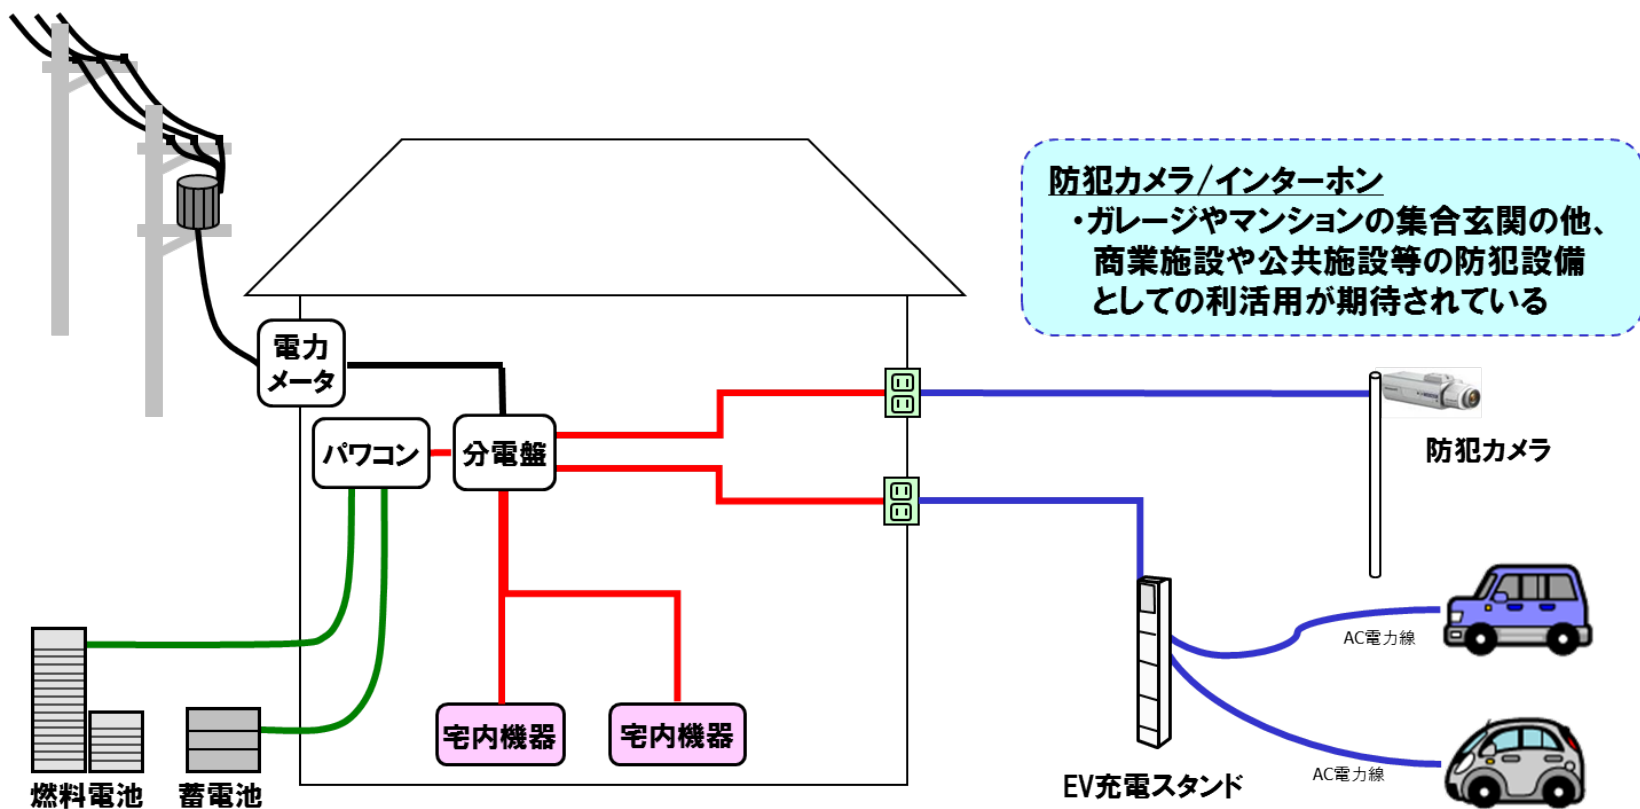 防犯カメラ/インターホン
・ガレージやマンションの集合玄関の他、
商業施設や公共施設等の防犯設備
としての利活用が期待されている
電力
メータ
パワコン
分電盤
防犯カメラ
AC電力線
宅内機器
宅内機器
AC電力線
EV充電スタンド
燃料電池
蓄電池